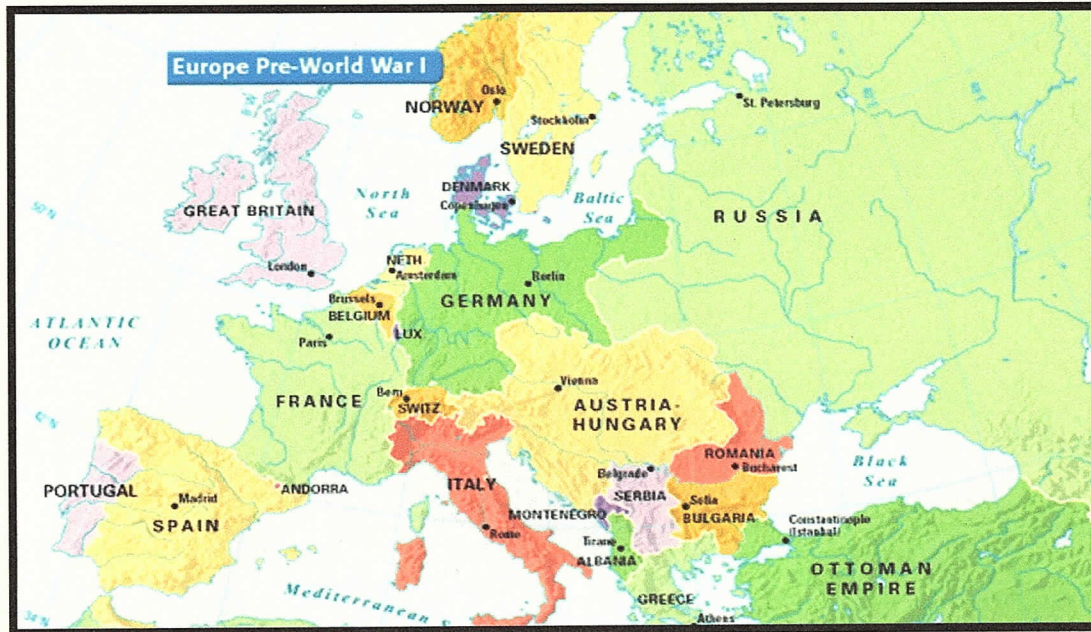 Europe Pre-World War I
Oslo
NORWAY
St. Petersburg
Stockholm
SWEDEN
DENMARK
Copenhagen
North
Sea
Baltic
Sea
GREAT BRITAIN
RUSSIA
50°N
London
NETH
Amsterdam
Berlin
GERMANY
Brussels
BELGIUM
ATLANTIC
OCEAN
Paris
LUX
Vienna
Bern
SWITZ
FRANCE
AUSTRIA-
HUNGARY
ROMANIA
Bucharest
Black
Sea
Belgrade
SERBIA
ITALY
ANDORRA
PORTUGAL
Madrid
SPAIN
MONTENEGRO
Sofia
BULGARIA
Constantinople
(Istanbul)
Rome
Tirane
ALBANIA
OTTOMAN
EMPIRE
Mediterranean S
GREECE
Athens